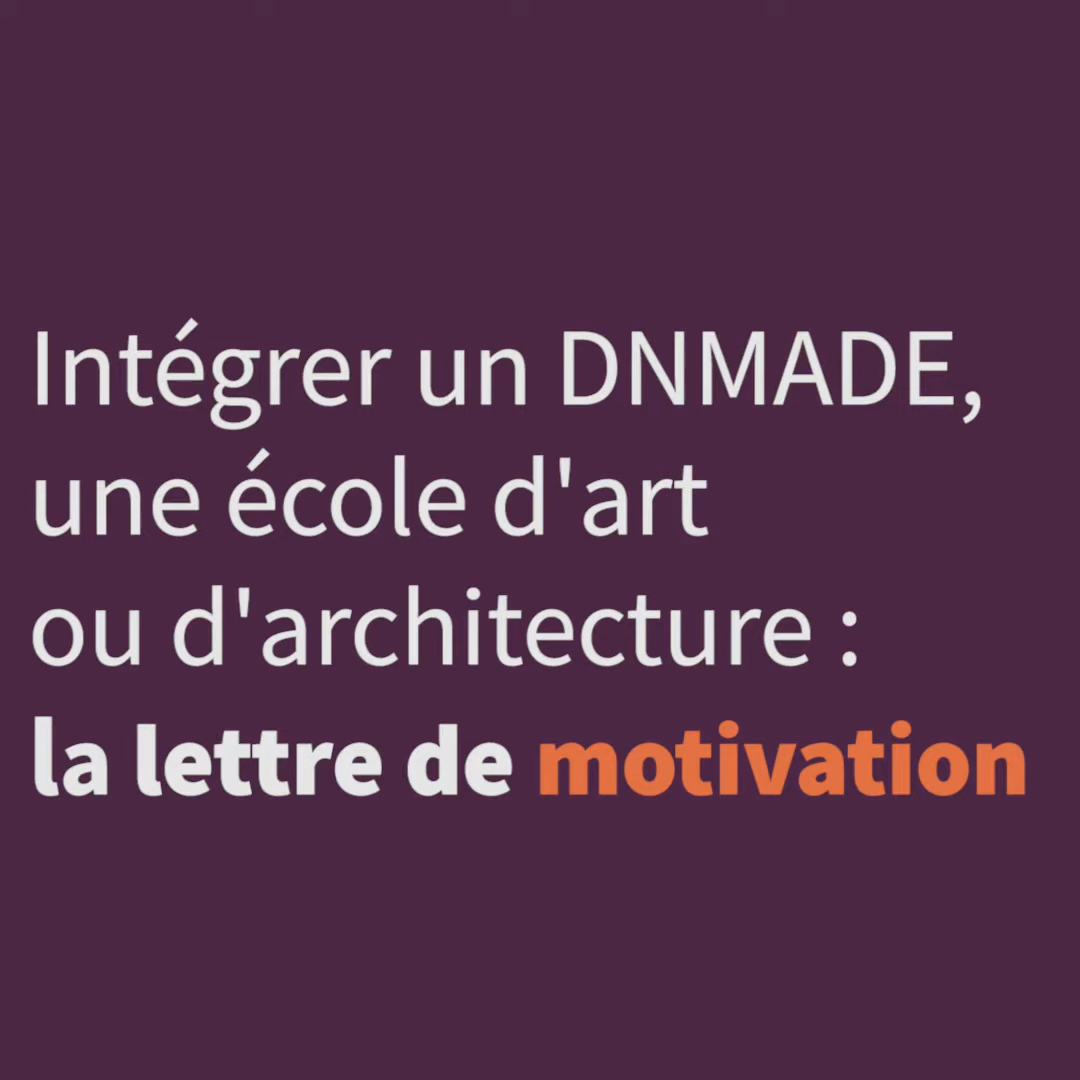 Intégrer un DNMADE,
une école d'art
ou d'architecture :
la lettre de motivation